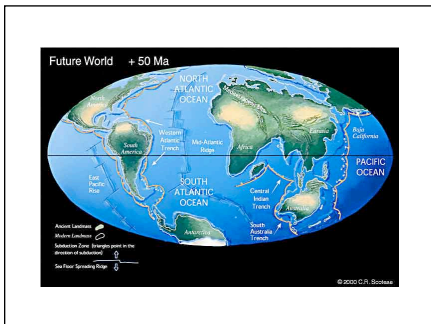 Future World +50 Ma
NORTH
ATLANTIC
OCEAN
North
America
Mediterranean Mts.
Eurasia
Baja
California
Western
Atlantic
Trench
Mid-Atlantic
Ridge
Africa
South
America
PACIFIC
OCEAN
East
Pacific
Rise
SOUTH
ATLANTIC
OCEAN
Central
Indian
Trench
Australia
South
Australia
Trench
Antarctica
Ancient Landmass
Modern Landmass
Subduction Zone (triangles point in the
direction of subduction)
Sea Floor Spreading Ridge
© 2000 C.R. Scotese